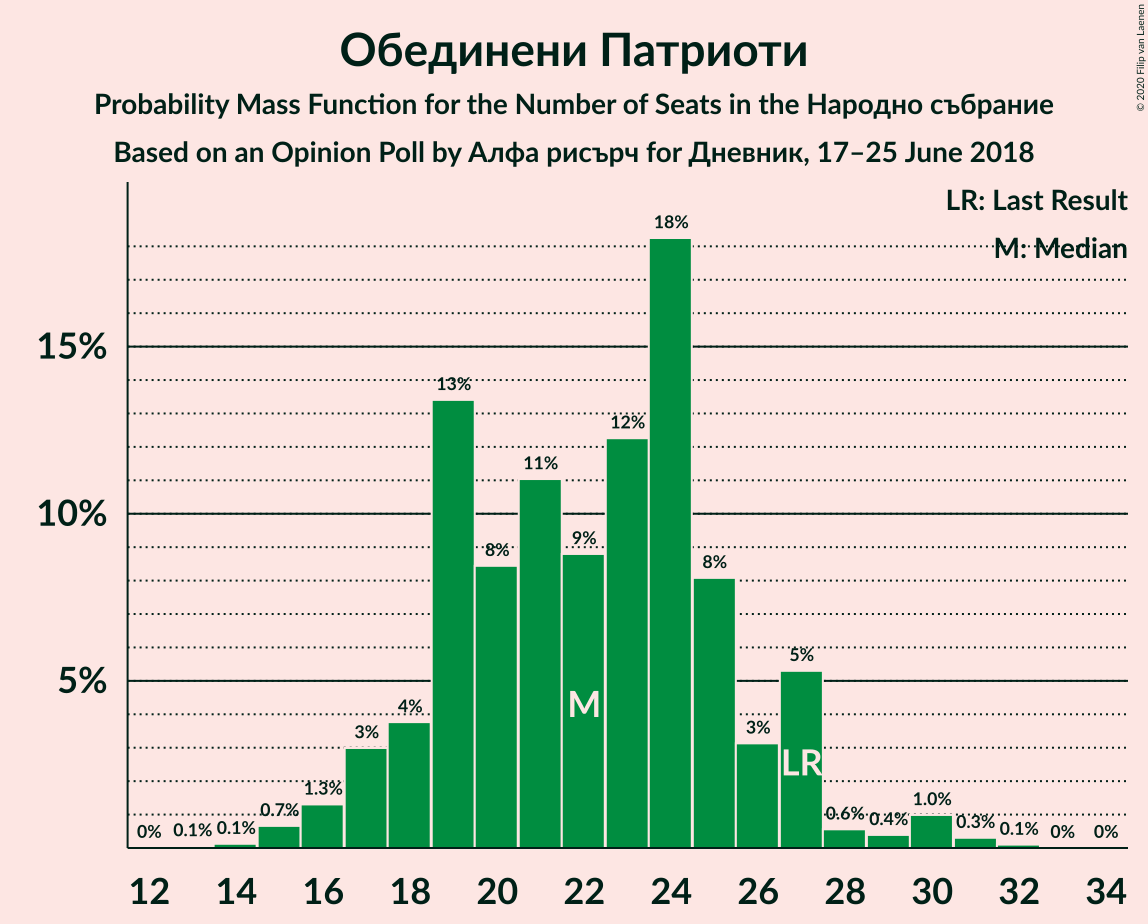 Обединени Патриоти
Probability Mass Function for the Number of Seats in the Народно събрание
Based on an Opinion Poll by Алфа рисърч for Дневник, 17–25 June 2018
© 2020 Filip van Laenen
LR: Last Result
M: Median
15%
10%
5%
0% 0.1% 0.1% 0.7% 1.3% 3% 4% 13% 8% 11% 9% 12% 18% 8% 3% 5% 0.6% 0.4% 1.0% 0.3% 0.1% 0% 0%
M
LR
12 14 16 18 20 22 24 26 28 30 32 34